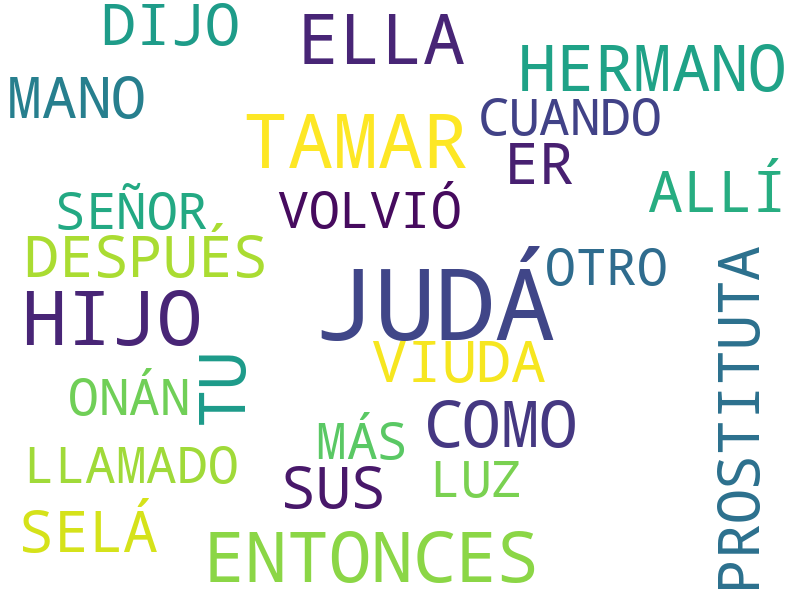 DIJO
ELLA
HERMANO
MANO
CUANDO
TAMAR
ER
ALLÍ
SEÑOR
VOLVIÓ
DESPUÉS
OTRO
JUDÁ
HIJO
PROSTITUTA
VIUDA
TU
ONÁN
COMO
MÁS
LLAMADO
SUS
LUZ
SELÁ
ENTONCES